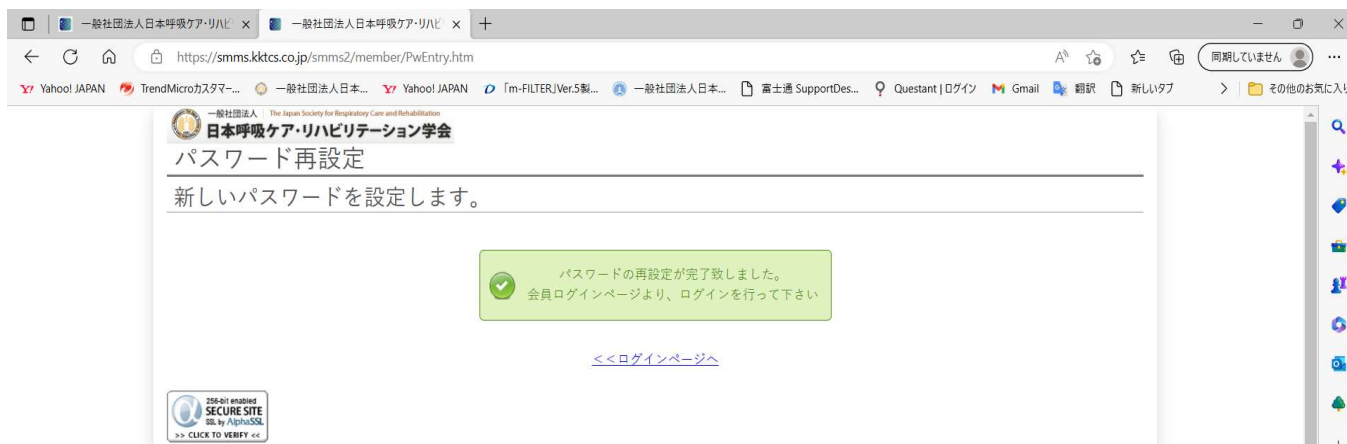 一般社団法人日本呼吸ケア・リハビ
一般社団法人日本呼吸ケア・リハビ
https://smms.kktcs.co.jp/smms2/member/PwEntry.htm
同期していません
Yahoo! JAPAN
TrendMicroカスタマー...
一般社団法人日本...
Yahoo! JAPAN
「m-FILTER」Ver.5製...
一般社団法人日本...
富士通 SupportDes...
Questant | ログイン
Gmail
翻訳
新しいタブ
その他のお気に入り
一般社団法人 The Japan Society for Respiratory Care and Rehabilitation
日本呼吸ケア・リハビリテーション学会
パスワード再設定
新しいパスワードを設定します。
パスワードの再設定が完了致しました。
会員ログインページより、ログインを行って下さい
<<ログインページへ
256-bit enabled
SECURE SITE
SSL by AlphaSSL
>> CLICK TO VERIFY <<